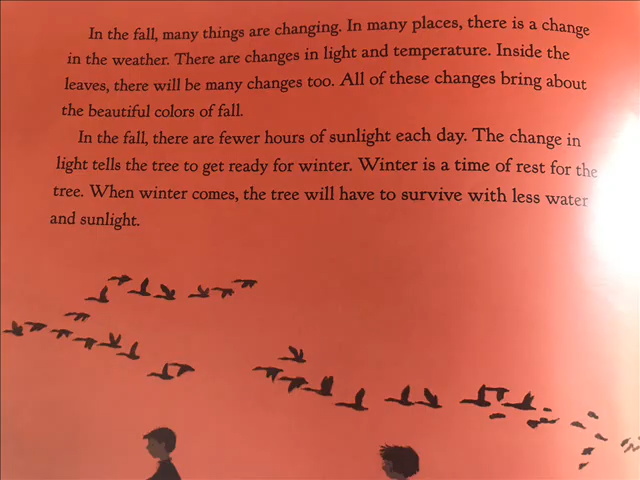 In the fall, many things are changing. In many places, there is a change
in the weather. There are changes in light and temperature. Inside the
leaves, there will be many changes too. All of these changes bring about
the beautiful colors of fall.
In the fall, there are fewer hours of sunlight each day. The change in
light tells the tree to get ready for winter. Winter is a time of rest for the
tree. When winter comes, the tree will have to survive with less water
and sunlight.